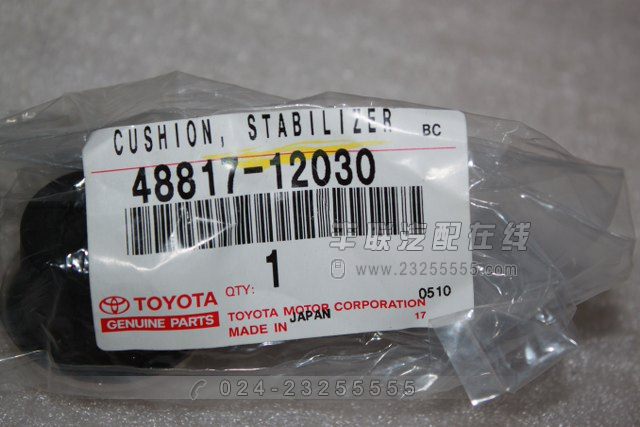 CUSHION, STABILIZER BC
48817-12030
车联汽配在线
www.23255555.com
QTY: 1
TOYOTA
GENUINE PARTS
TOYOTA MOTOR CORPORATION 0510
MADE IN JAPAN 17
024-23255555